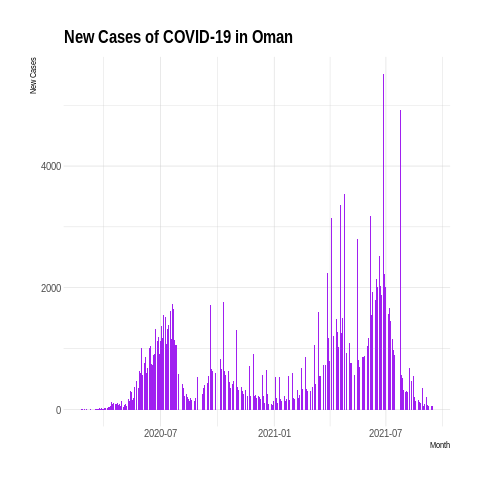 New Cases of COVID-19 in Oman
New Cases
4000
2000
0
2020-07
2021-01
2021-07
Month